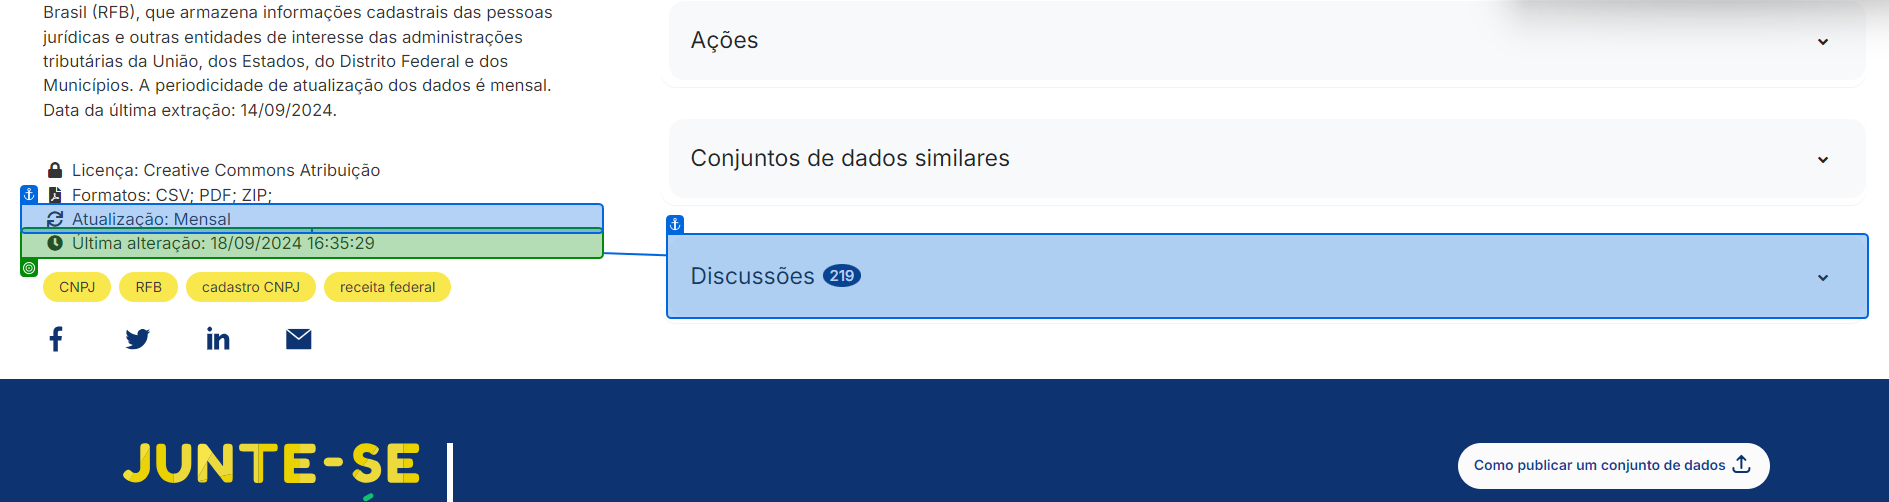 Brasil (RFB), que armazena informações cadastrais das pessoas
jurídicas e outras entidades de interesse das administrações
tributárias da União, dos Estados, do Distrito Federal e dos
Municípios. A periodicidade de atualização dos dados é mensal.
Data da última extração: 14/09/2024.
Licença: Creative Commons Atribuição
Formatos: CSV; PDF; ZIP;
Atualização: Mensal
Última alteração: 18/09/2024 16:35:29
CNPJ
RFB
cadastro CNPJ
receita federal
Ações
Conjuntos de dados similares
Discussões 219
JUNTE-SE
Como publicar um conjunto de dados